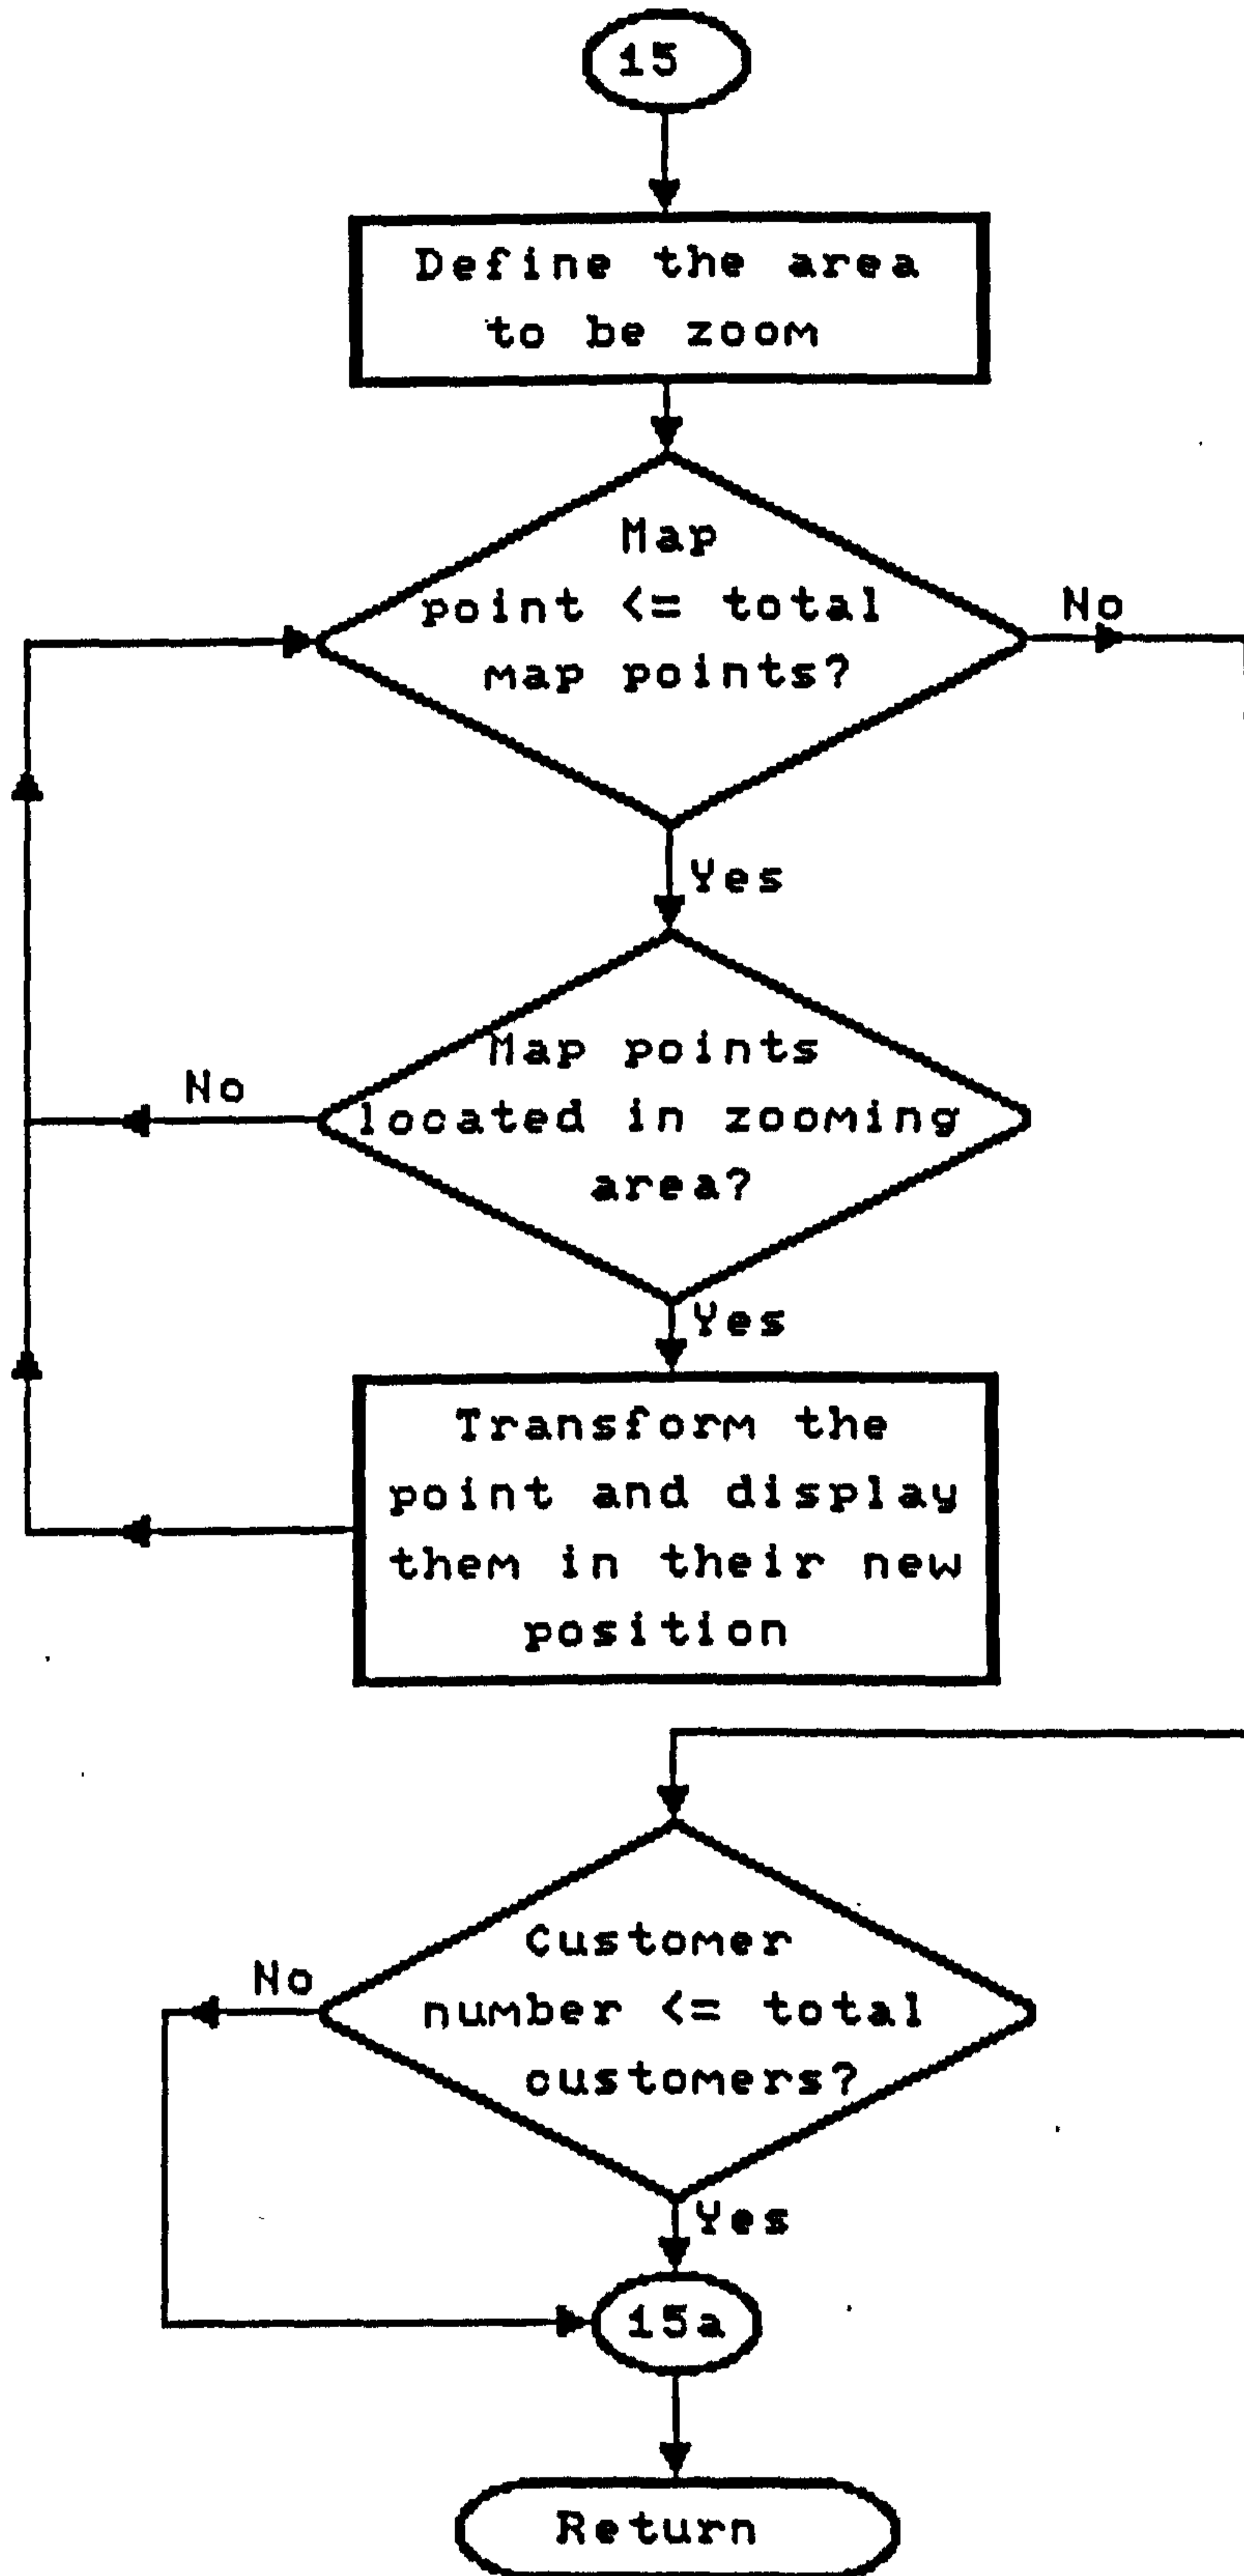 15
Define the area
to be zoom
Map
point <= total
map points?
No
Yes
Map points
located in zooming
area?
No
Yes
Transform the
point and display
them in their new
position
Customer
number <= total
customers?
No
Yes
15a
Return